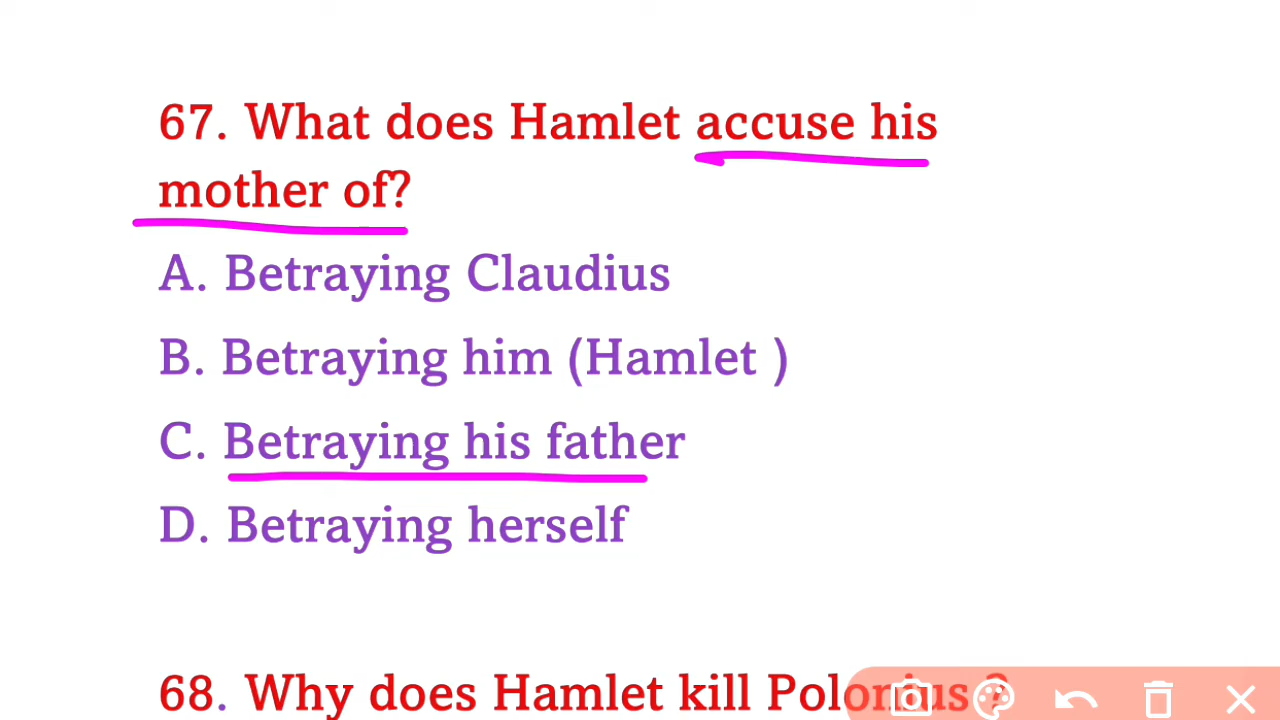 67. What does Hamlet accuse his
mother of?
A. Betraying Claudius
B. Betraying him (Hamlet )
C. Betraying his father
D. Betraying herself
68. Why does Hamlet kill Polonius ?